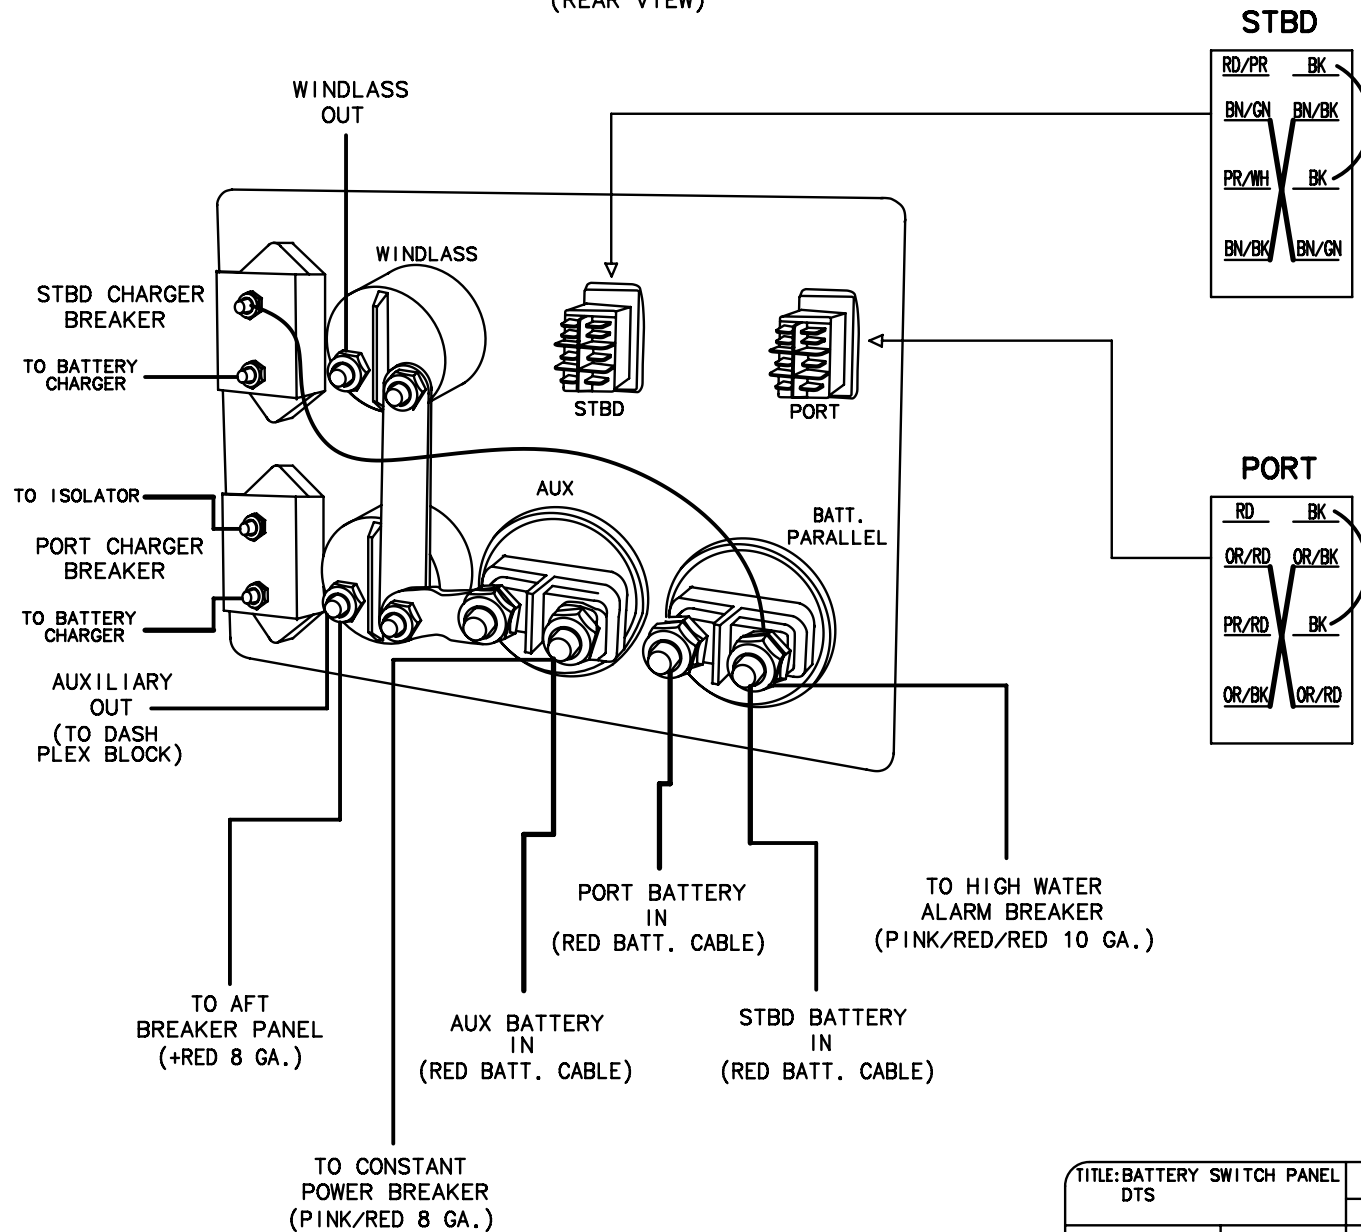 (REAR VIEW)
STBD
RD/PR BK
BN/GN BN/BK
PR/WH BK
BN/BK BN/GN
WINDLASS
OUT
WINDLASS
STBD CHARGER
BREAKER
TO BATTERY
CHARGER
STBD
PORT
TO ISOLATOR
PORT CHARGER
BREAKER
TO BATTERY
CHARGER
AUX
BATT.
PARALLEL
PORT
RD BK
OR/RD OR/BK
PR/RD BK
OR/BK OR/RD
AUXILIARY
OUT
(TO DASH
PLEX BLOCK)
PORT BATTERY
IN
(RED BATT. CABLE)
TO HIGH WATER
ALARM BREAKER
(PINK/RED/RED 10 GA.)
TO AFT
BREAKER PANEL
(+RED 8 GA.)
AUX BATTERY
IN
(RED BATT. CABLE)
STBD BATTERY
IN
(RED BATT. CABLE)
TO CONSTANT
POWER BREAKER
(PINK/RED 8 GA.)
TITLE:BATTERY SWITCH PANEL
DTS